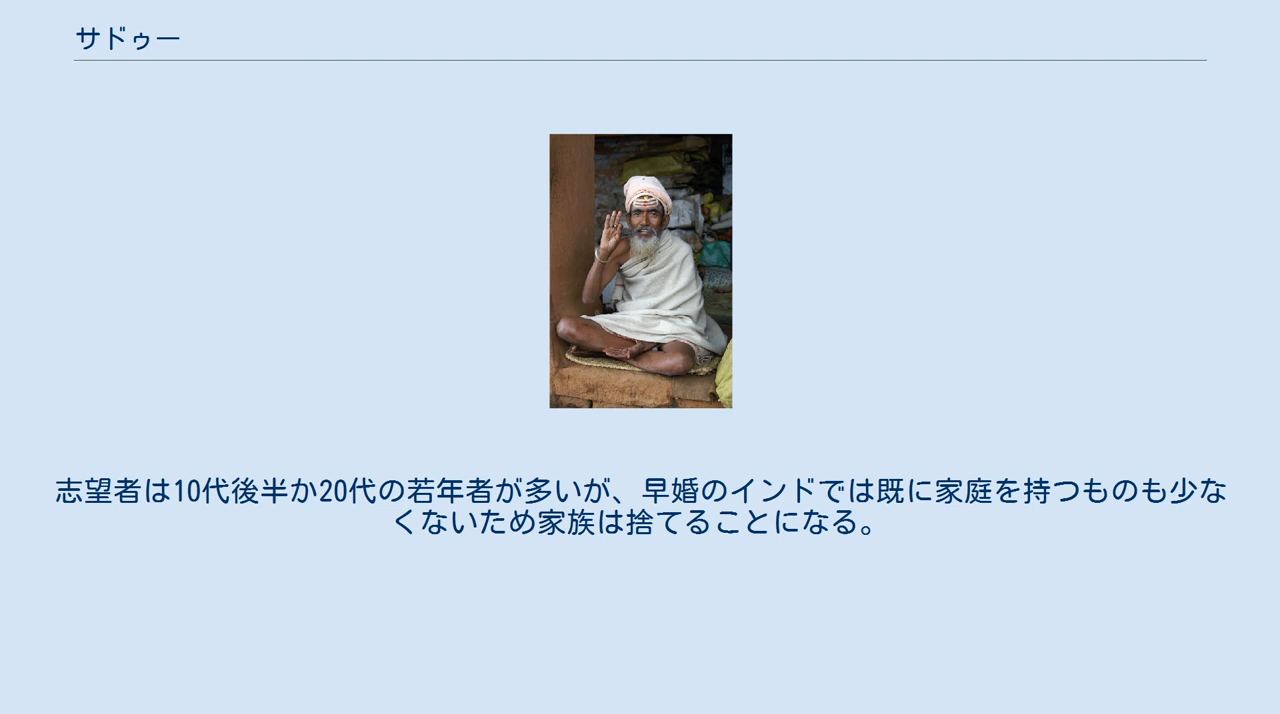 サドゥー
志望者は10代後半か20代の若年者が多いが、早婚のインドでは既に家庭を持つものも少な
くないため家族は捨てることになる。